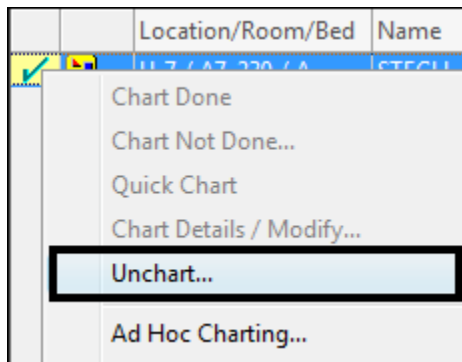 Location/Room/Bed Name
Chart Done
Chart Not Done...
Quick Chart
Chart Details / Modify...
Unchart...
Ad Hoc Charting...